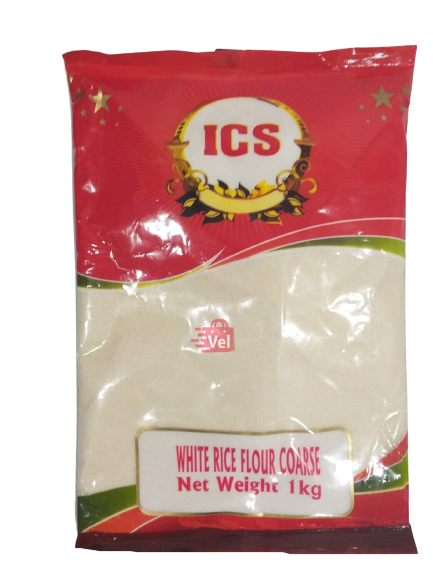 ICS
Vel
WHITE RICE FLOUR COARSE
Net Weight 1kg